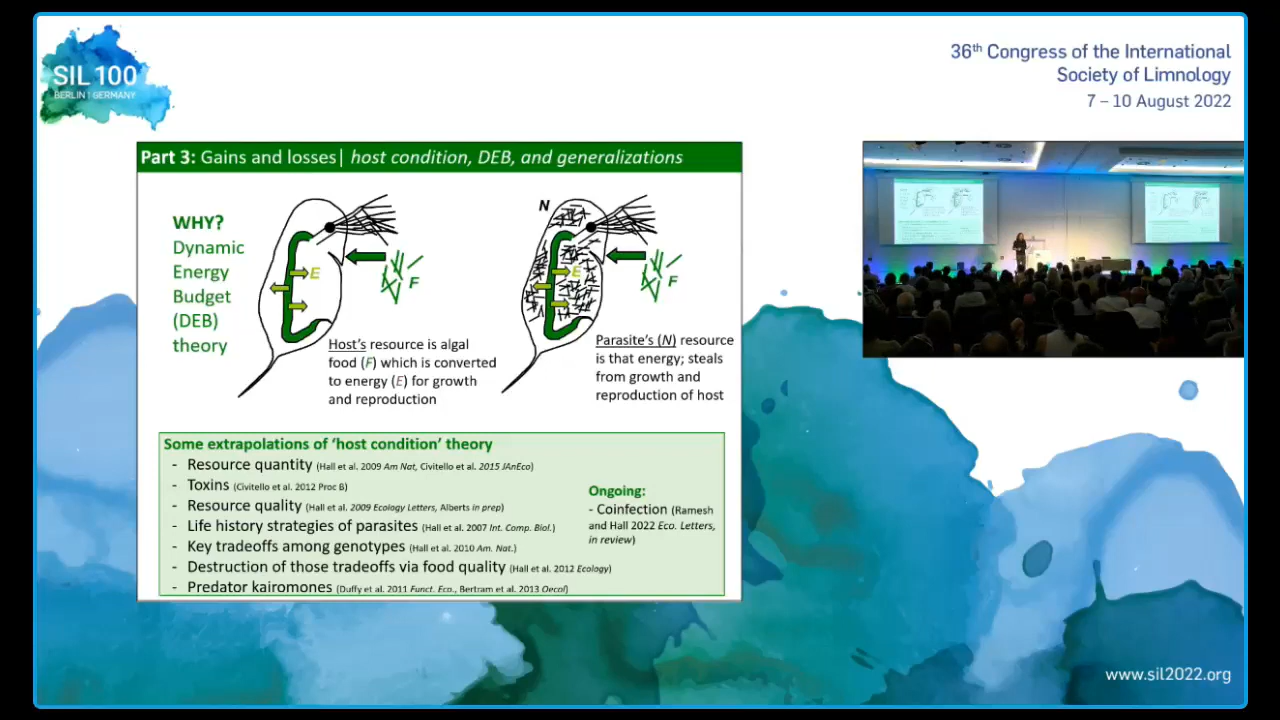 SIL 100
BERLIN | GERMANY
36th Congress of the International
Society of Limnology
7 – 10 August 2022
Part 3: Gains and losses| host condition, DEB, and generalizations
WHY?
Dynamic
Energy
Budget
(DEB)
theory
E
F
Host's resource is algal
food (F) which is converted
to energy (E) for growth
and reproduction
N
E
F
Parasite's (N) resource
is that energy; steals
from growth and
reproduction of host
Some extrapolations of 'host condition' theory
- Resource quantity (Hall et al. 2009 Am Nat, Civitello et al. 2015 JAnEco)
- Toxins (Civitello et al. 2012 Proc B)
- Resource quality (Hall et al. 2009 Ecology Letters, Alberts in prep)
- Life history strategies of parasites (Hall et al. 2007 Int. Comp. Biol.)
- Key tradeoffs among genotypes (Hall et al. 2010 Am. Nat.)
- Destruction of those tradeoffs via food quality (Hall et al. 2012 Ecology)
- Predator kairomones (Duffy et al. 2011 Funct. Eco., Bertram et al. 2013 Oecol)
Ongoing:
- Coinfection (Ramesh
and Hall 2022 Eco. Letters,
in review)
www.sil2022.org